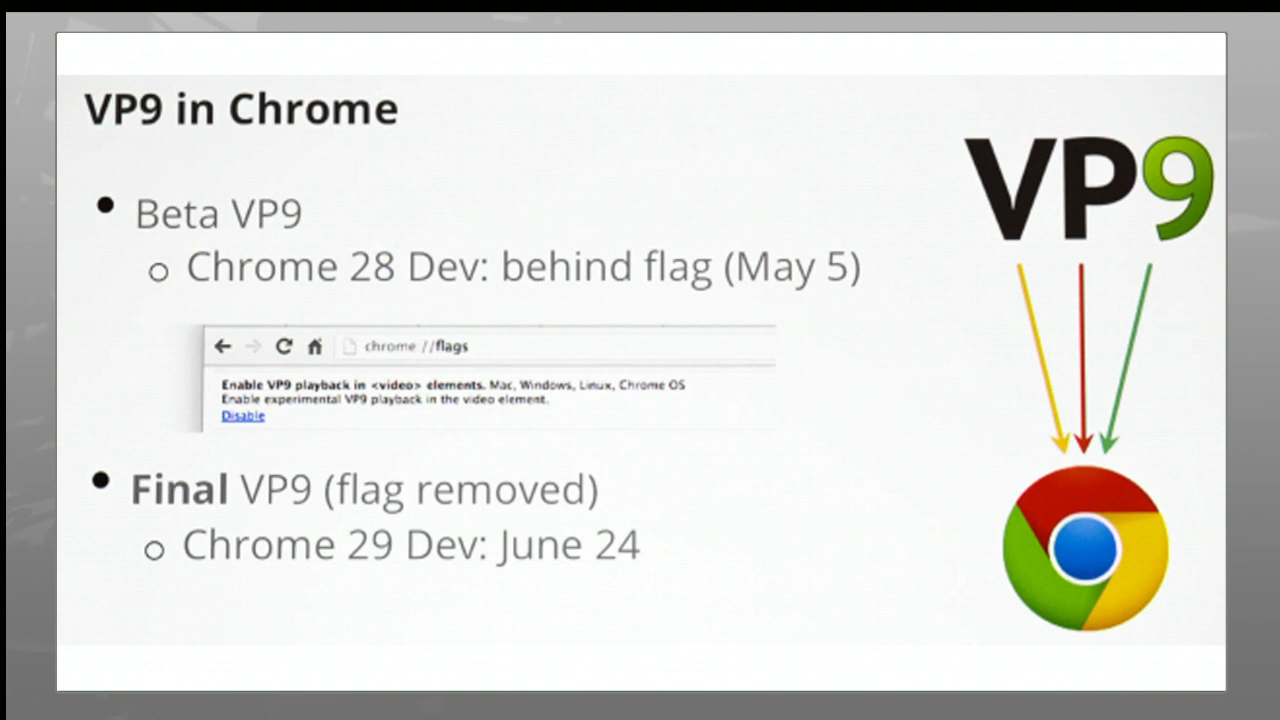 VP9 in Chrome
VP9
Beta VP9
Chrome 28 Dev: behind flag (May 5)
chrome://flags
Enable VP9 playback in <video> elements. Mac, Windows, Linux, Chrome OS
Enable experimental VP9 playback in the video element.
Disable
Final VP9 (flag removed)
Chrome 29 Dev: June 24